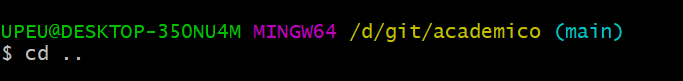 UPEU@DESKTOP-35ONU4M MINGW64 /d/git/academico (main)
$ cd ..